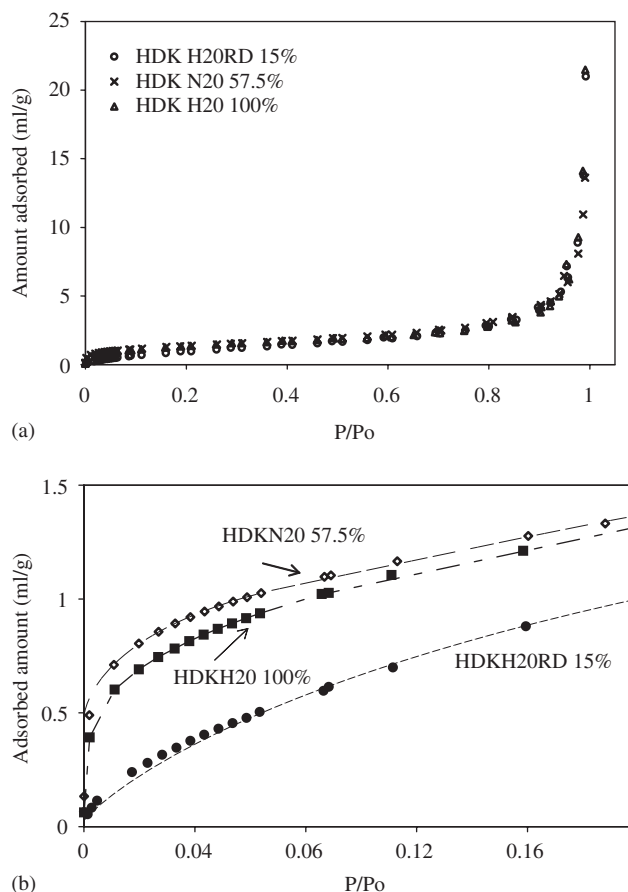 25
20
15
10
5
0
Amount adsorbed (ml/g)
HDK H20RD 15%
HDK N20 57.5%
HDK H20 100%
0 0.2 0.4 0.6 0.8 1
P/Po
(a)
1.5
1
0.5
0
Adsorbed amount (ml/g)
HDKN20 57.5%
HDKH20 100%
HDKH20RD 15%
0 0.04 0.08 0.12 0.16
P/Po
(b)